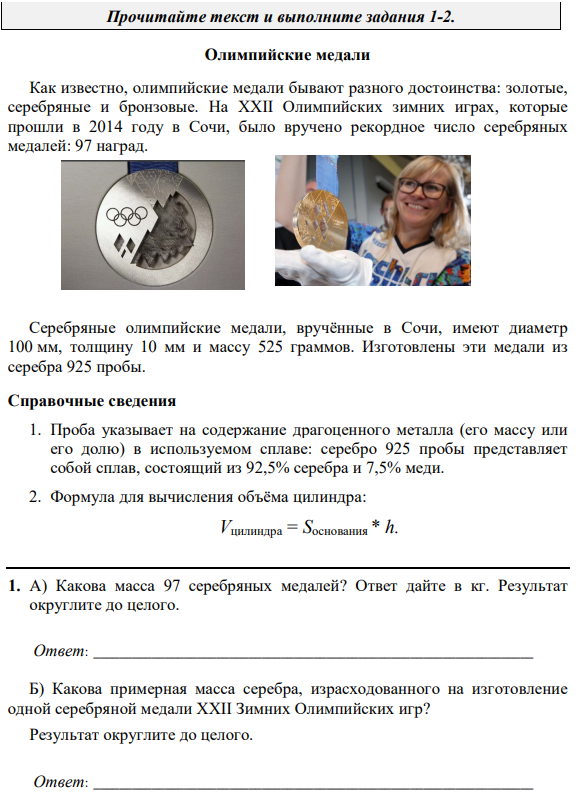 Прочитайте текст и выполните задания 1-2.
Олимпийские медали
Как известно, олимпийские медали бывают разного достоинства: золотые,
серебряные и бронзовые. На XXII Олимпийских зимних играх, которые
прошли в 2014 году в Сочи, было вручено рекордное число серебряных
медалей: 97 наград.
Серебряные олимпийские медали, вручённые в Сочи, имеют диаметр
100 мм, толщину 10 мм и массу 525 граммов. Изготовлены эти медали из
серебра 925 пробы.
Справочные сведения
1. Проба указывает на содержание драгоценного металла (его массу или
его долю) в используемом сплаве: серебро 925 пробы представляет
собой сплав, состоящий из 92,5% серебра и 7,5% меди.
2. Формула для вычисления объёма цилиндра:
Vцилиндра = Sоснования * h.
1. А) Какова масса 97 серебряных медалей? Ответ дайте в кг. Результат
округлите до целого.
Ответ: ____________________
Б) Какова примерная масса серебра, израсходованного на изготовление
одной серебряной медали XXII Зимних Олимпийских игр?
Результат округлите до целого.
Ответ: ____________________